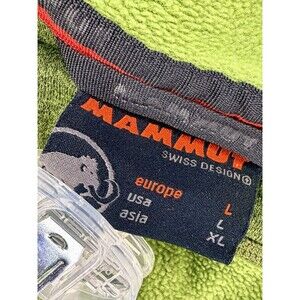 MAMMUT
SWISS DESIGN
europe L
usa L
asia XL